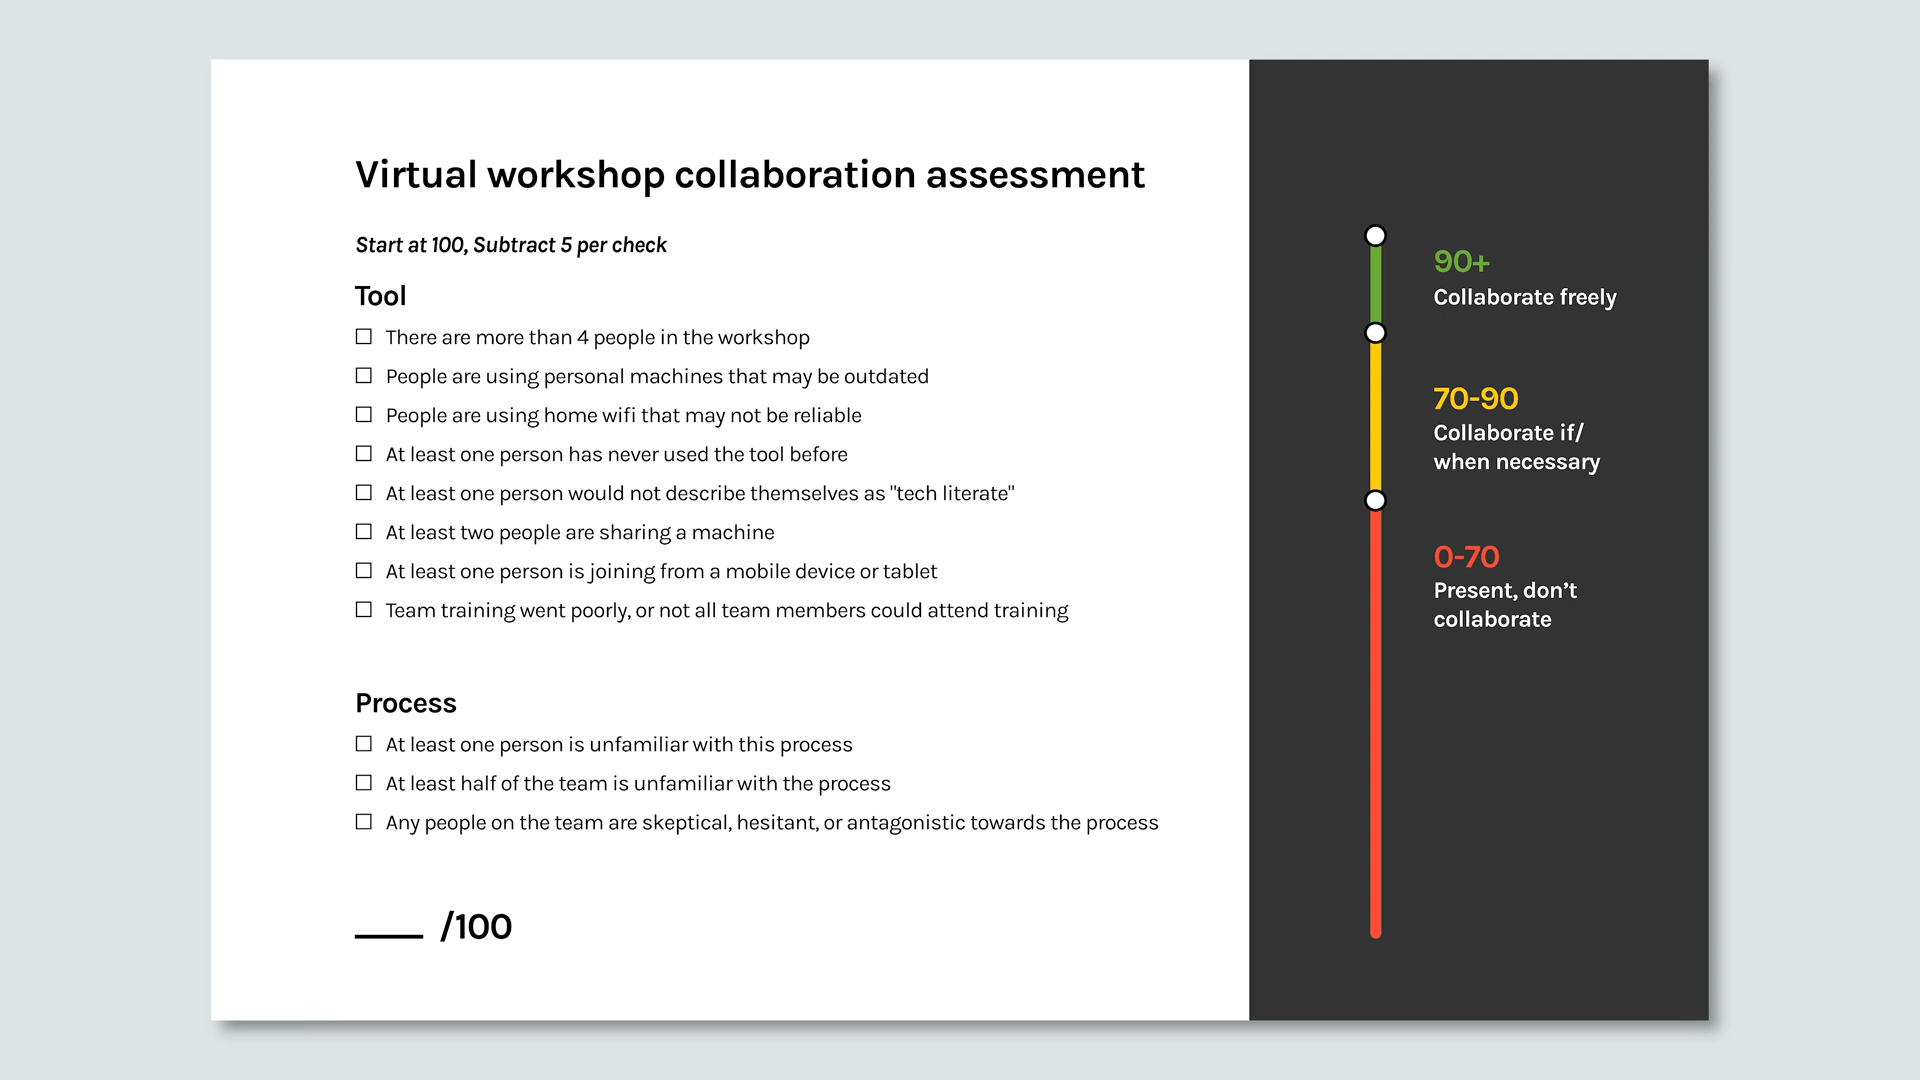 Virtual workshop collaboration assessment
Start at 100, Subtract 5 per check
Tool
There are more than 4 people in the workshop
People are using personal machines that may be outdated
People are using home wifi that may not be reliable
At least one person has never used the tool before
At least one person would not describe themselves as "tech literate"
At least two people are sharing a machine
At least one person is joining from a mobile device or tablet
Team training went poorly, or not all team members could attend training
Process
At least one person is unfamiliar with this process
At least half of the team is unfamiliar with the process
Any people on the team are skeptical, hesitant, or antagonistic towards the process
____ /100
90+
Collaborate freely
70-90
Collaborate if/
when necessary
0-70
Present, don’t
collaborate